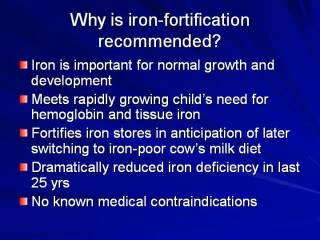 Why is iron-fortification
recommended?
Iron is important for normal growth and
development
Meets rapidly growing child's need for
hemoglobin and tissue iron
Fortifies iron stores in anticipation of later
switching to iron-poor cow's milk diet
Dramatically reduced iron deficiency in last
25 yrs
No known medical contraindications